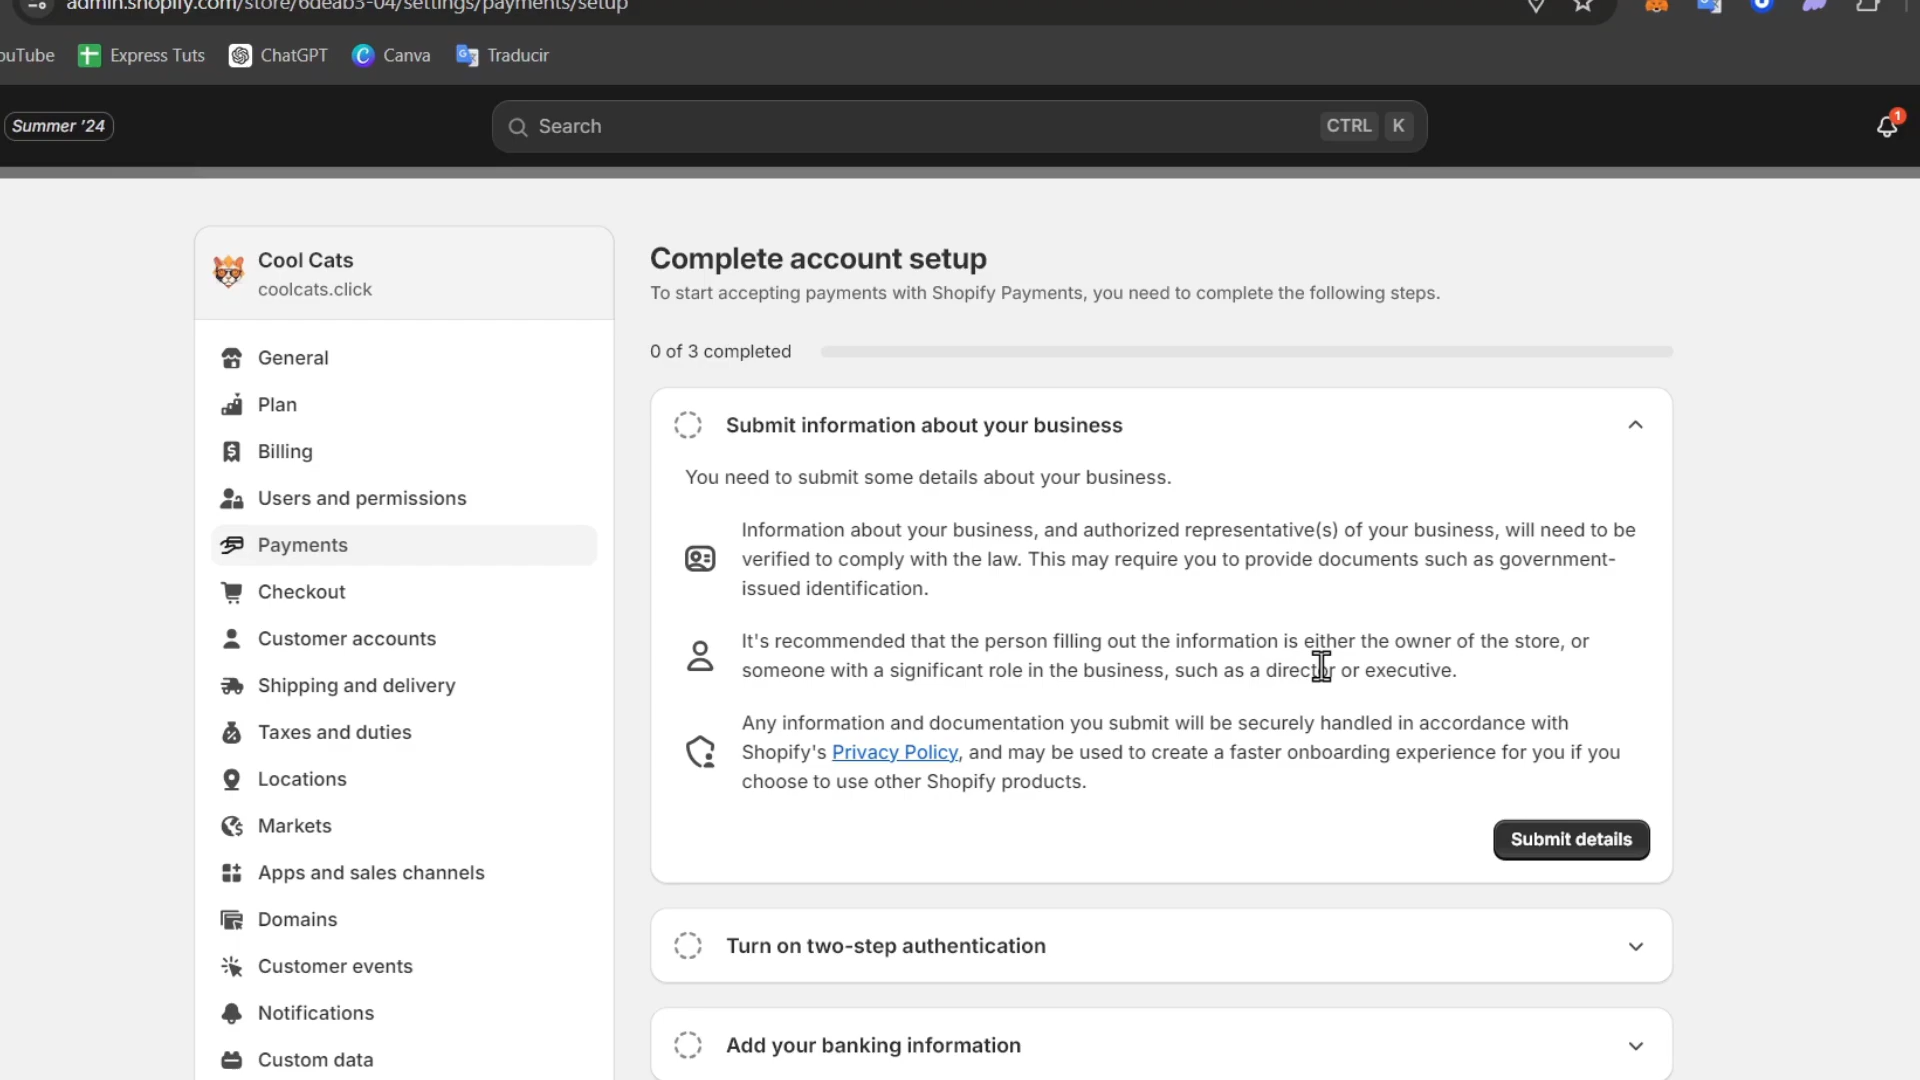 admin.shopify.com/store/6deab3-04/settings/payments/setup
ouTube
Express Tuts
ChatGPT
Canva
Traducir
Summer '24
Search
CTRL K
1
Cool Cats
coolcats.click
General
Plan
Billing
Users and permissions
Payments
Checkout
Customer accounts
Shipping and delivery
Taxes and duties
Locations
Markets
Apps and sales channels
Domains
Customer events
Notifications
Custom data
Complete account setup
To start accepting payments with Shopify Payments, you need to complete the following steps.
0 of 3 completed
Submit information about your business
You need to submit some details about your business.
Information about your business, and authorized representative(s) of your business, will need to be
verified to comply with the law. This may require you to provide documents such as government-
issued identification.
It's recommended that the person filling out the information is either the owner of the store, or
someone with a significant role in the business, such as a director or executive.
Any information and documentation you submit will be securely handled in accordance with
Shopify's Privacy Policy, and may be used to create a faster onboarding experience for you if you
choose to use other Shopify products.
Submit details
Turn on two-step authentication
Add your banking information